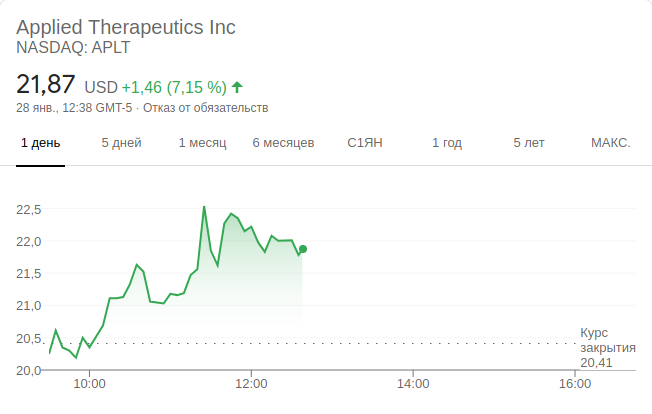 Applied Therapeutics Inc
NASDAQ: APLT
21,87 USD +1,46 (7,15 %)
28 янв., 12:38 GMT-5 · Отказ от обязательств
1 день 5 дней 1 месяц 6 месяцев С1ЯН 1 год 5 лет МАКС.
22,5
22,0
21,5
21,0
20,5
20,0
Курс
закрытия
20,41
10:00 12:00 14:00 16:00